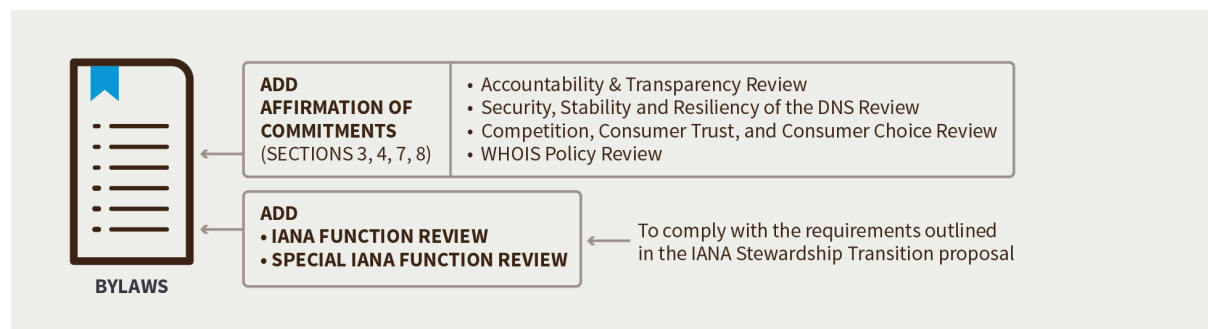 ADD
AFFIRMATION OF
COMMITMENTS
(SECTIONS 3, 4, 7, 8)
• Accountability & Transparency Review
• Security, Stability and Resiliency of the DNS Review
• Competition, Consumer Trust, and Consumer Choice Review
• WHOIS Policy Review
ADD
• IANA FUNCTION REVIEW
• SPECIAL IANA FUNCTION REVIEW
To comply with the requirements outlined
in the IANA Stewardship Transition proposal
BYLAWS